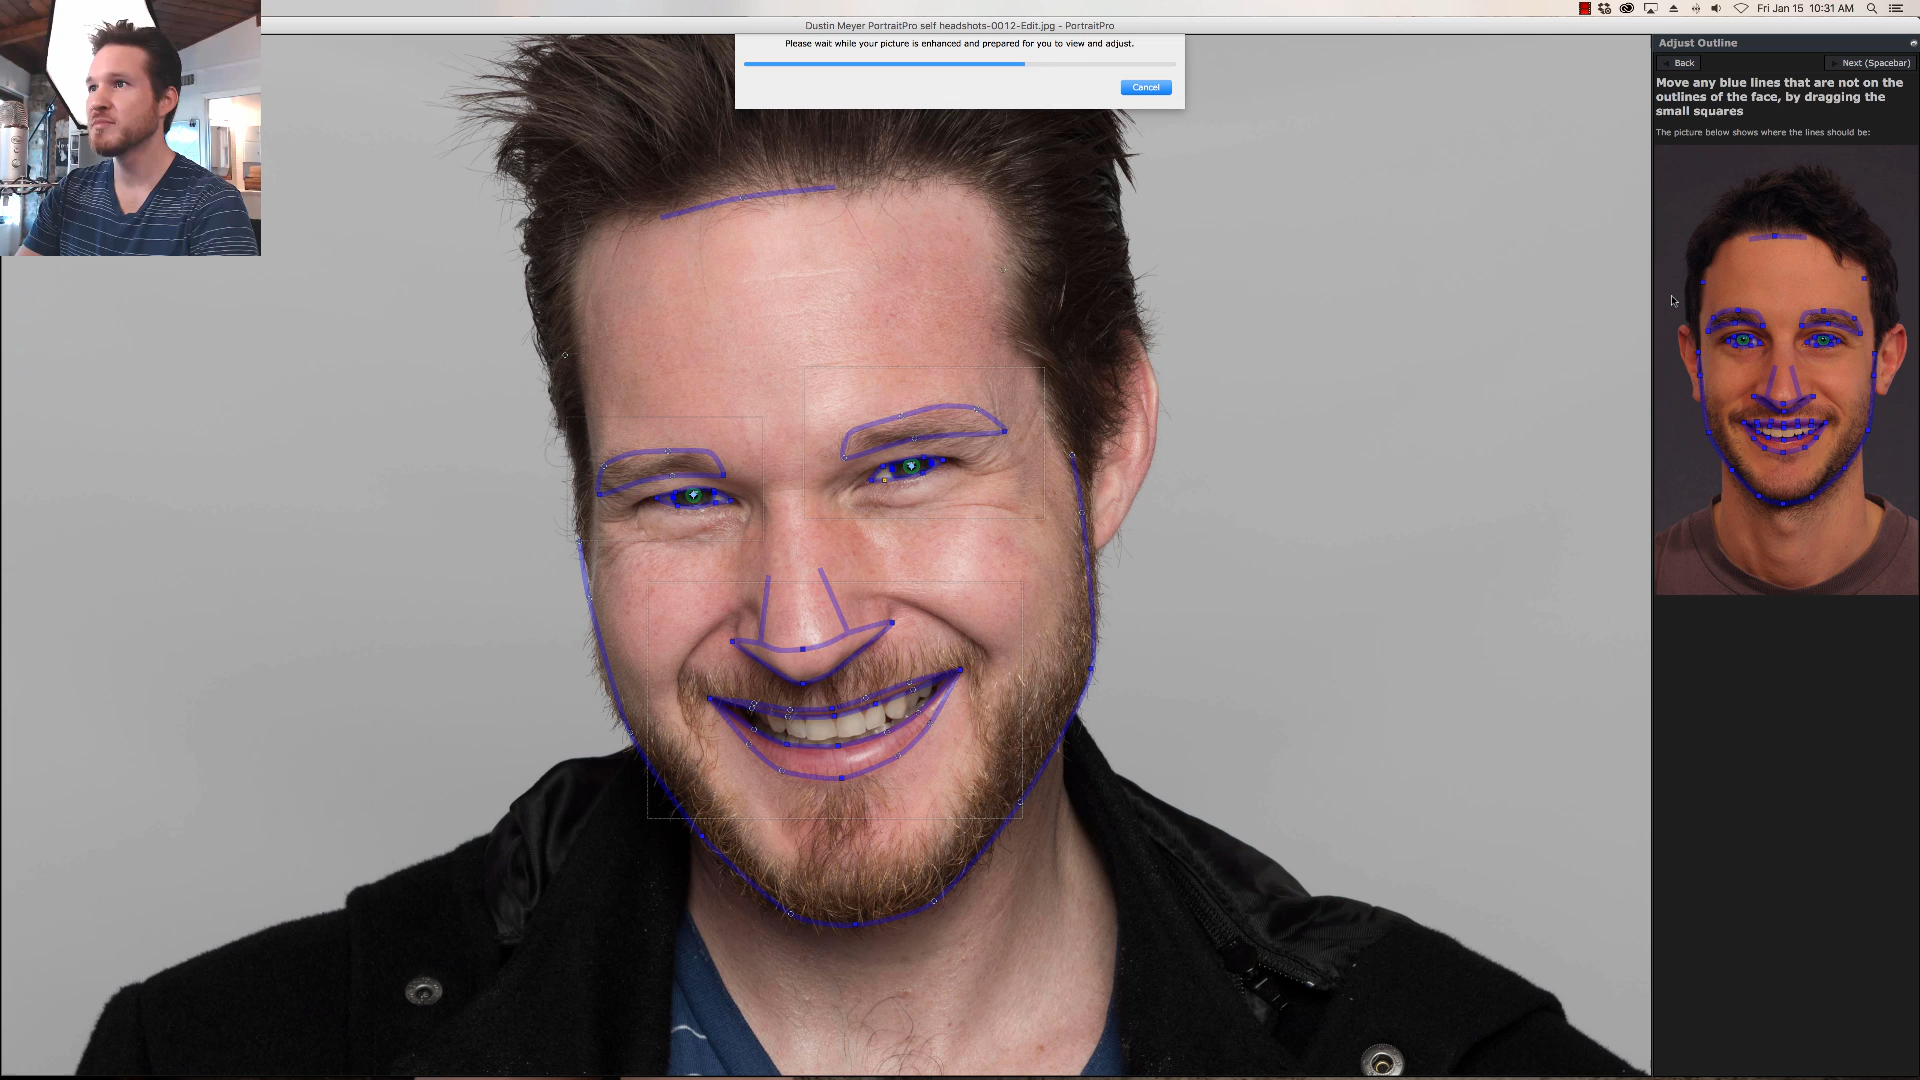 Fri Jan 15 10:31 AM
Dustin Meyer PortraitPro self headshots-0012-Edit.jpg - PortraitPro
Please wait while your picture is enhanced and prepared for you to view and adjust.
Cancel
Adjust Outline
Back
Next (Spacebar)
Move any blue lines that are not on the
outlines of the face, by dragging the
small squares
The picture below shows where the lines should be: